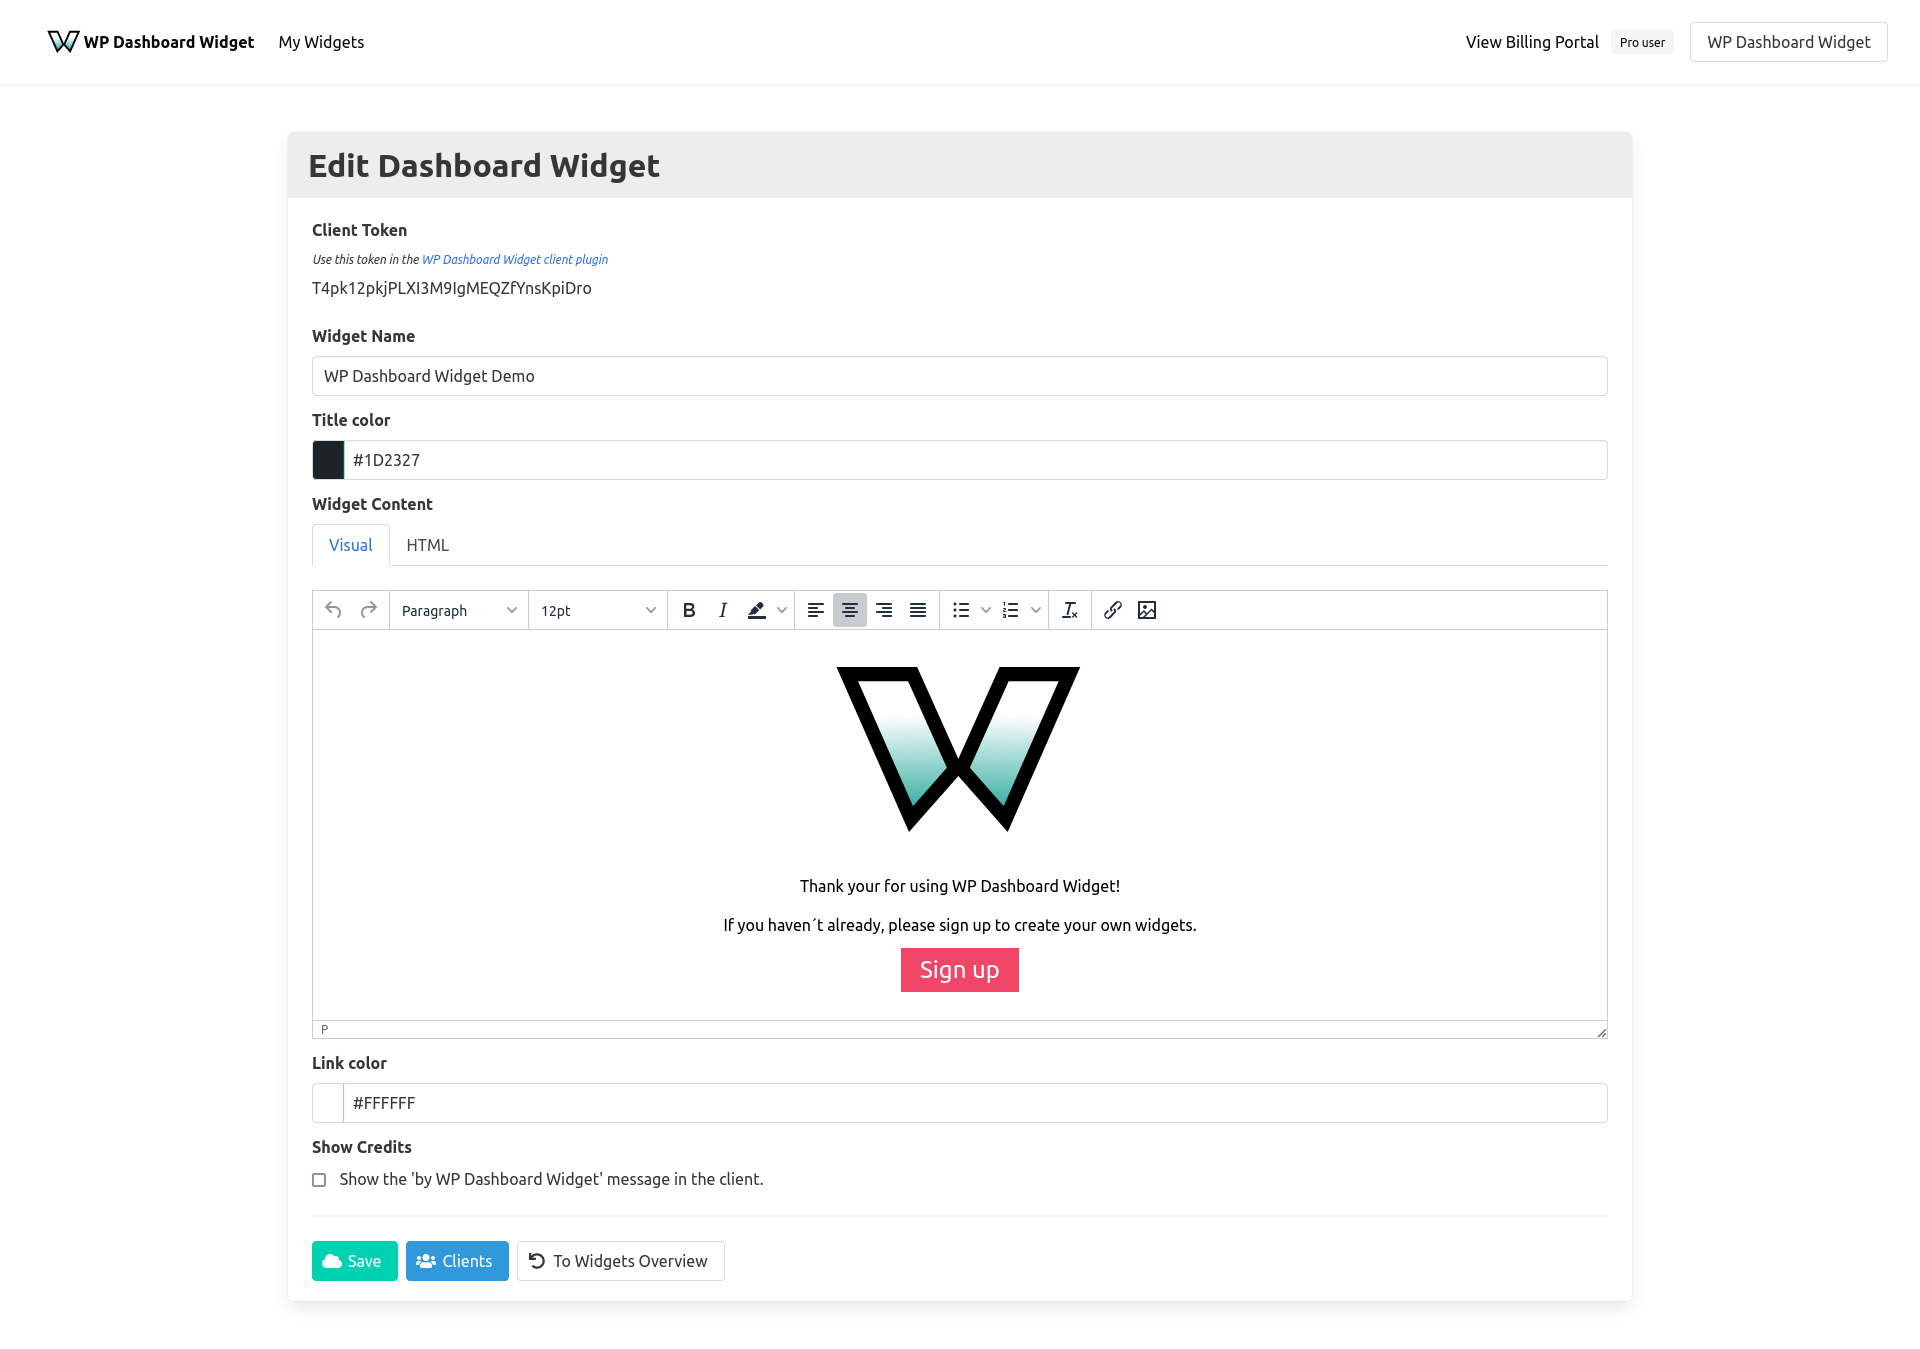 WP Dashboard Widget My Widgets View Billing Portal Pro user WP Dashboard Widget
Edit Dashboard Widget
Client Token
Use this token in the WP Dashboard Widget client plugin
T4pk12pkjPLXI3M9IgMEQZfYnsKpiDro
Widget Name
WP Dashboard Widget Demo
Title color
#1D2327
Widget Content
Visual HTML
Paragraph 12pt
Thank your for using WP Dashboard Widget!
If you haven´t already, please sign up to create your own widgets.
Sign up
P
Link color
#FFFFFF
Show Credits
Show the 'by WP Dashboard Widget' message in the client.
Save Clients To Widgets Overview